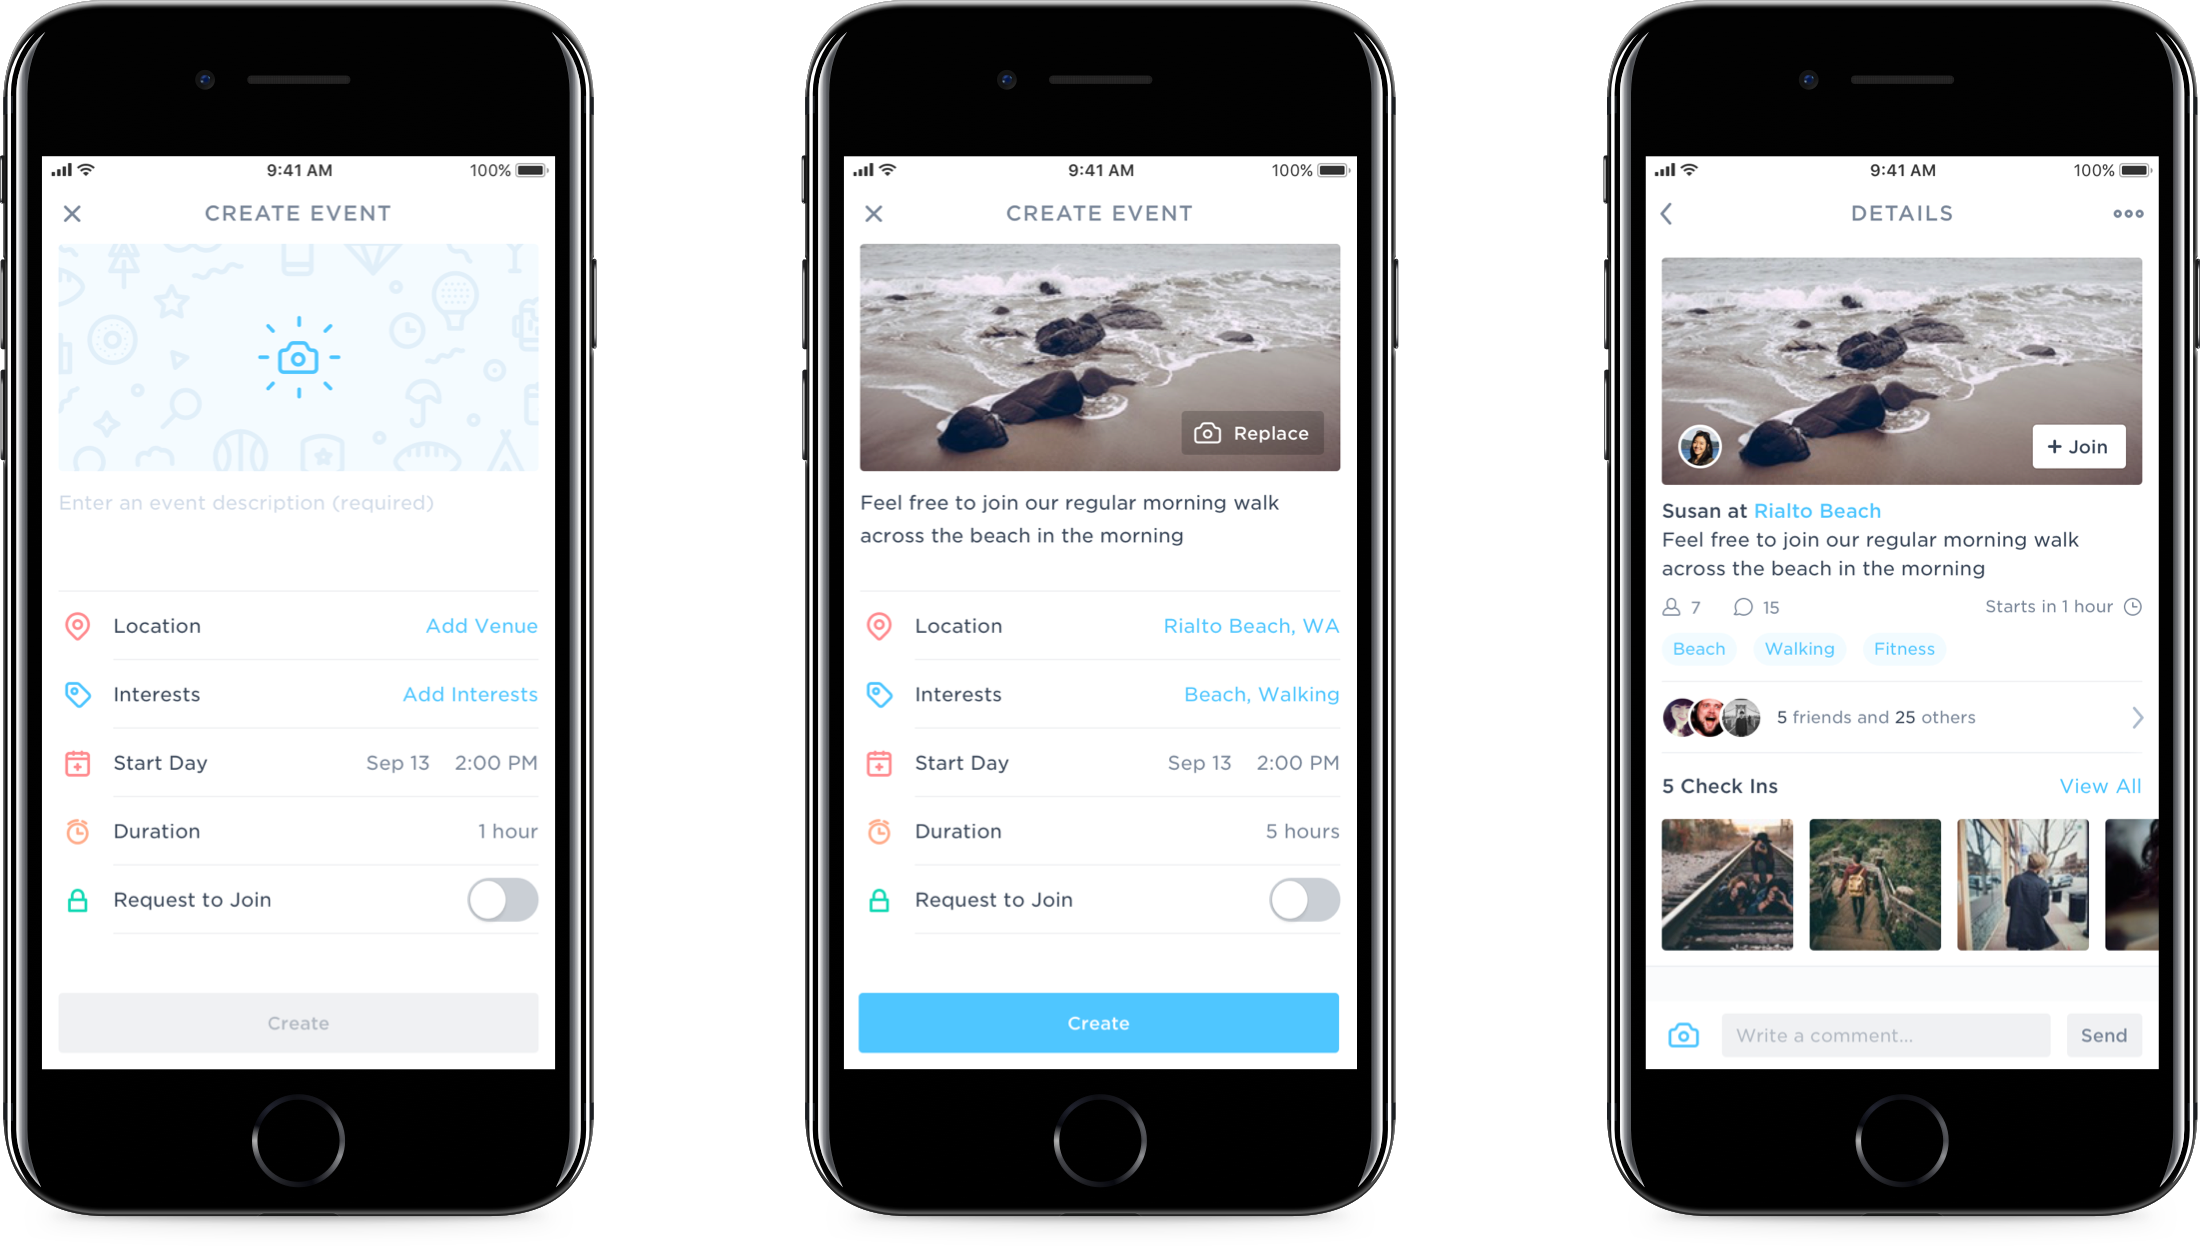 9:41 AM 100%
CREATE EVENT
Enter an event description (required)
Location Add Venue
Interests Add Interests
Start Day Sep 13 2:00 PM
Duration 1 hour
Request to Join
Create
9:41 AM 100%
CREATE EVENT
Replace
Feel free to join our regular morning walk
across the beach in the morning
Location Rialto Beach, WA
Interests Beach, Walking
Start Day Sep 13 2:00 PM
Duration 5 hours
Request to Join
Create
9:41 AM 100%
DETAILS
+ Join
Susan at Rialto Beach
Feel free to join our regular morning walk
across the beach in the morning
7 15 Starts in 1 hour
Beach Walking Fitness
5 friends and 25 others
5 Check Ins View All
Write a comment... Send